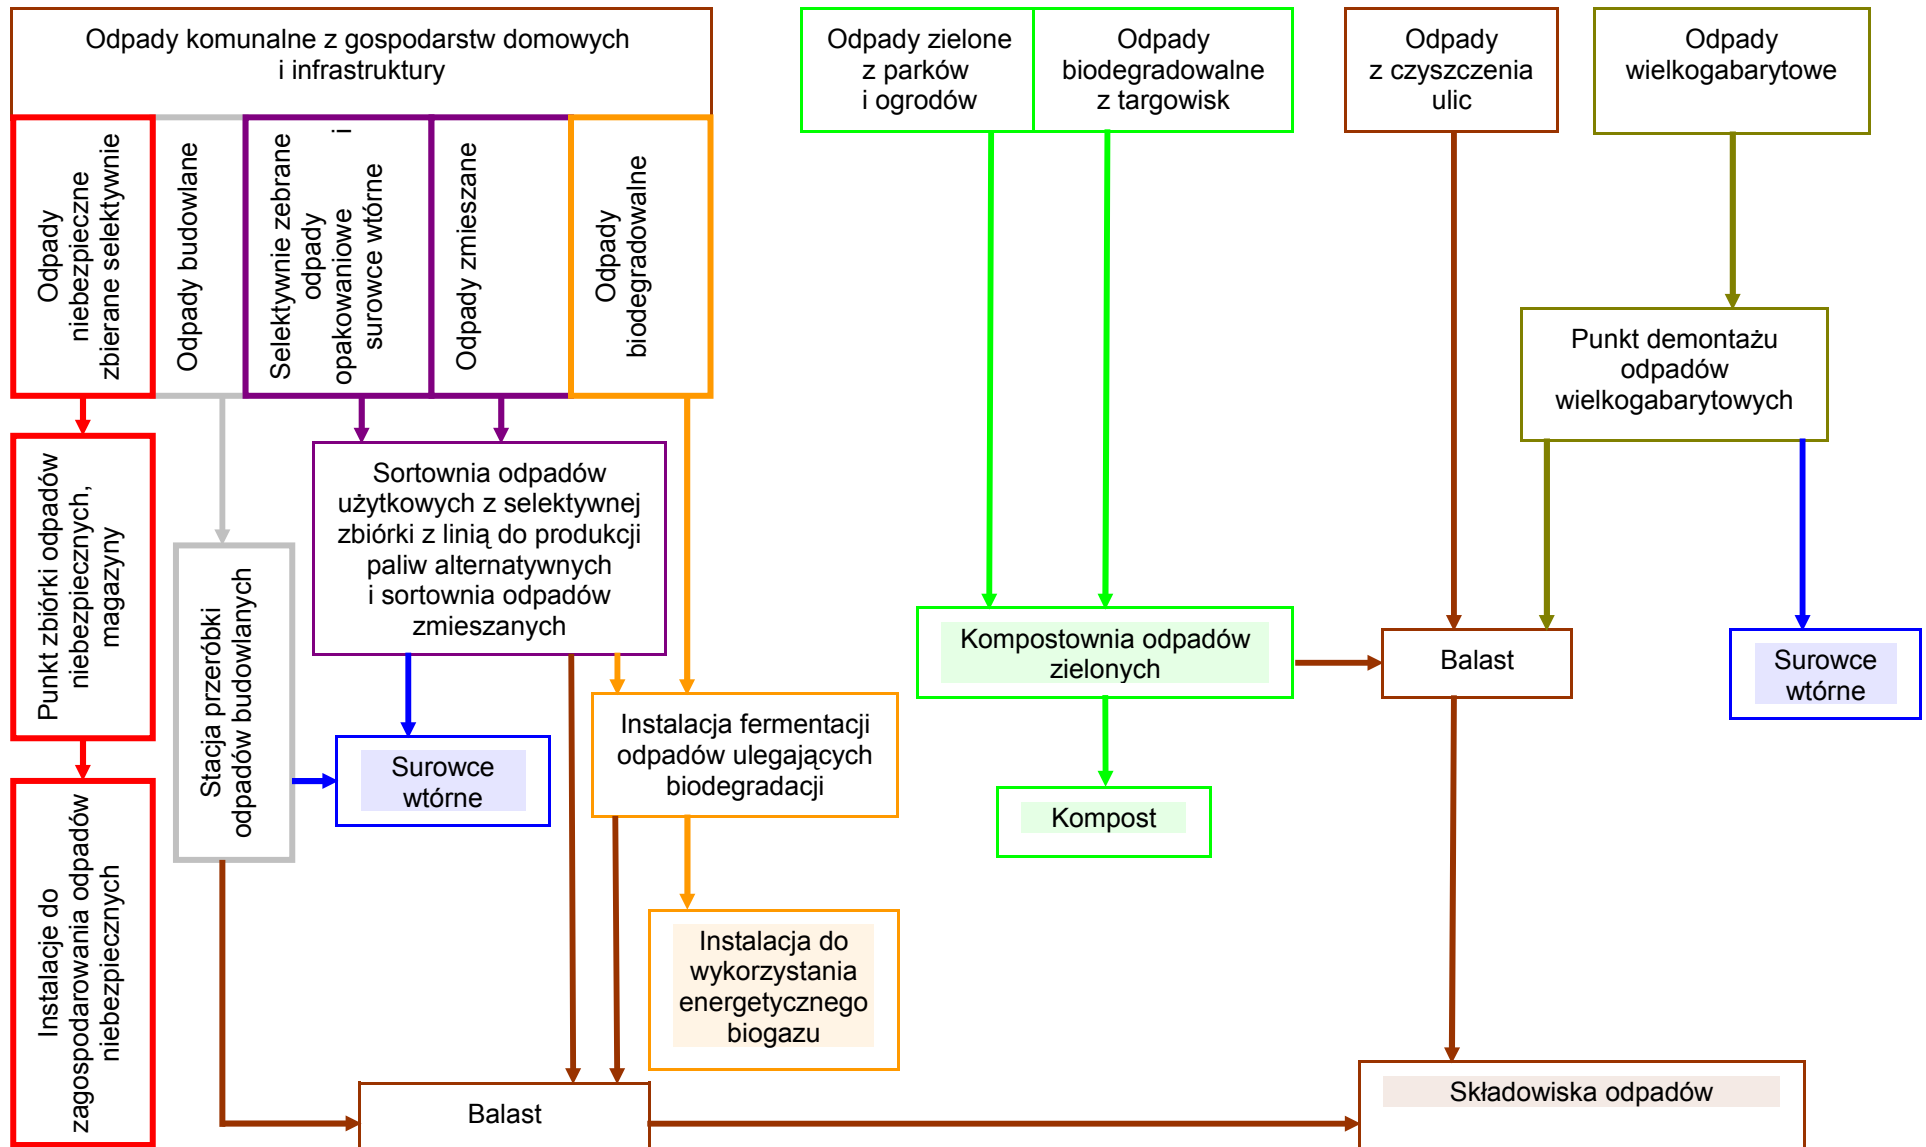 Odpady komunalne z gospodarstw domowych
i infrastruktury
Odpady zielone
z parków
i ogrodów
Odpady
biodegradowalne
z targowisk
Odpady
z czyszczenia
ulic
Odpady
wielkogabarytowe
Odpady
niebezpieczne
zbierane selektywnie
Odpady budowlane
Selektywnie zebrane
odpady
opakowaniowe i
surowce wtórne
Odpady zmieszane
Odpady
biodegradowalne
Punkt demontażu
odpadów
wielkogabarytowych
Punkt zbiórki odpadów
niebezpiecznych,
magazyny
Sortownia odpadów
użytkowych z selektywnej
zbiórki z linią do produkcji
paliw alternatywnych
i sortownia odpadów
zmieszanych
Stacja przeróbki
odpadów budowlanych
Kompostownia odpadów
zielonych
Balast
Surowce
wtórne
Instalacja fermentacji
odpadów ulegających
biodegradacji
Surowce
wtórne
Kompost
Instalacje do
zagospodarowania odpadów
niebezpiecznych
Instalacja do
wykorzystania
energetycznego
biogazu
Balast
Składowiska odpadów